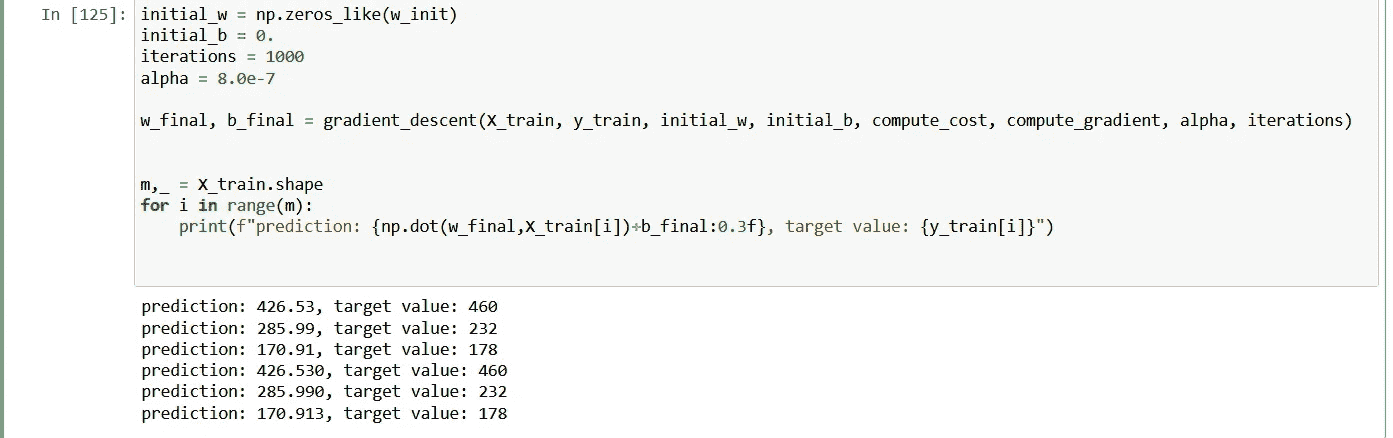 In [125]: initial_w = np.zeros_like(w_init)
initial_b = 0.
iterations = 1000
alpha = 8.0e-7
w_final, b_final = gradient_descent(X_train, y_train, initial_w, initial_b, compute_cost, compute_gradient, alpha, iterations)
m,_ = X_train.shape
for i in range(m):
    print(f"prediction: {np.dot(w_final,X_train[i])+b_final:0.3f}, target value: {y_train[i]}")
prediction: 426.53, target value: 460
prediction: 285.99, target value: 232
prediction: 170.91, target value: 178
prediction: 426.530, target value: 460
prediction: 285.990, target value: 232
prediction: 170.913, target value: 178